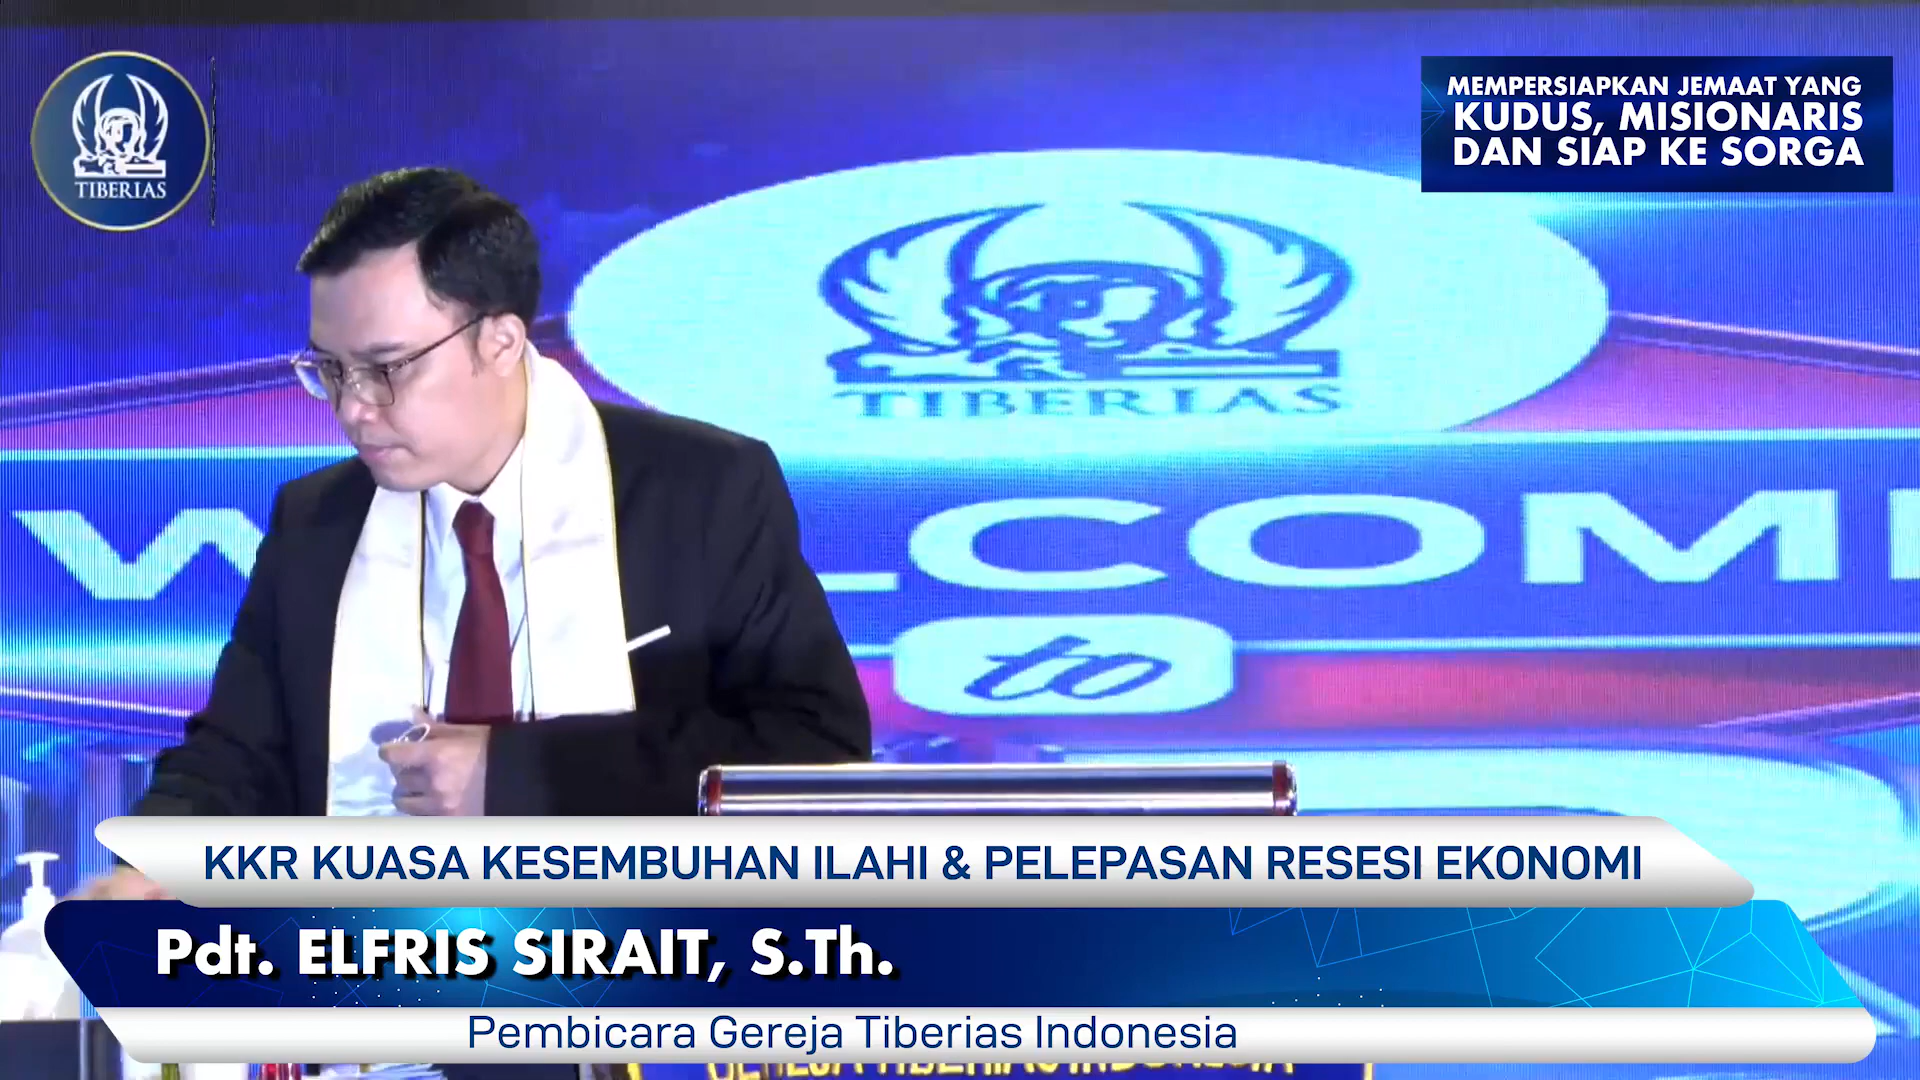 TIBERIAS
MEMPERSIAPKAN JEMAAT YANG
KUDUS, MISIONARIS
DAN SIAP KE SORGA
TIBERIAS
to
KKR KUASA KESEMBUHAN ILAHI & PELEPASAN RESESI EKONOMI
Pdt. ELFRIS SIRAIT, S.Th.
Pembicara Gereja Tiberias Indonesia